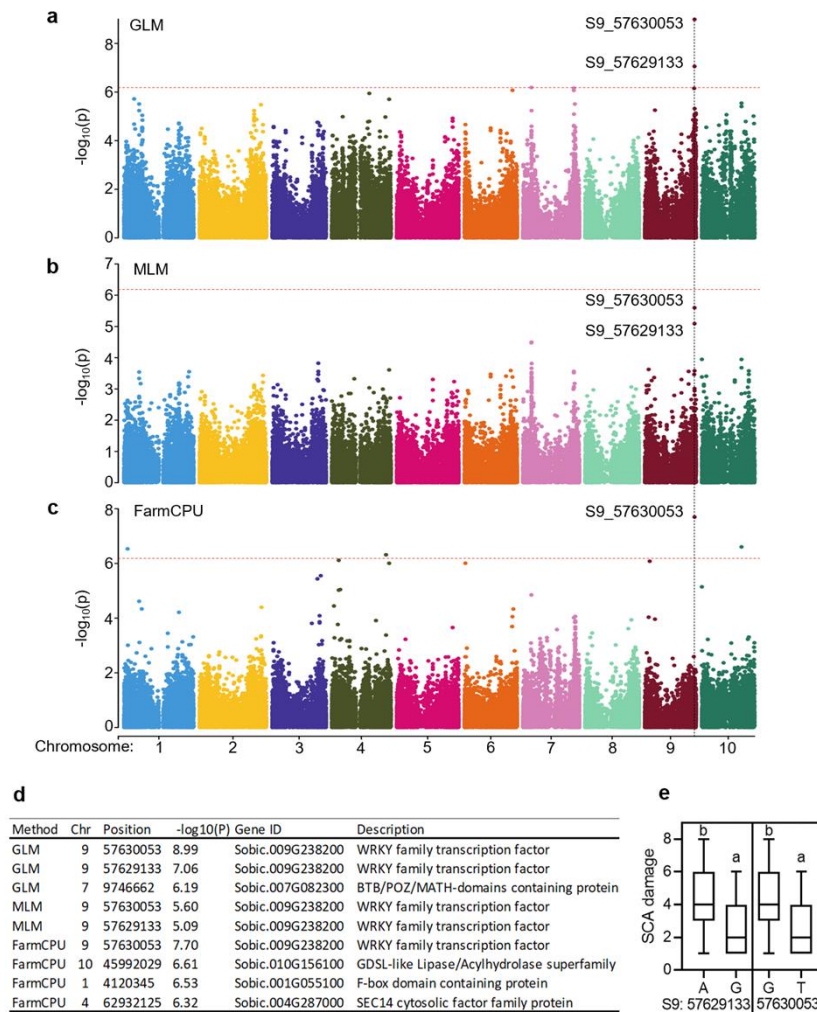 a
GLM
S9_57630053
S9_57629133
-log10(p)
8
6
4
2
0
b
MLM
S9_57630053
S9_57629133
-log10(p)
7
6
5
4
3
2
1
0
c
FarmCPU
S9_57630053
-log10(p)
8
6
4
2
0
Chromosome: 1 2 3 4 5 6 7 8 9 10
d
Method Chr Position -log10(P) Gene ID Description
GLM 9 57630053 8.99 Sobic.009G238200 WRKY family transcription factor
GLM 9 57629133 7.06 Sobic.009G238200 WRKY family transcription factor
GLM 7 9746662 6.19 Sobic.007G082300 BTB/POZ/MATH-domains containing protein
MLM 9 57630053 5.60 Sobic.009G238200 WRKY family transcription factor
MLM 9 57629133 5.09 Sobic.009G238200 WRKY family transcription factor
FarmCPU 9 57630053 7.70 Sobic.009G238200 WRKY family transcription factor
FarmCPU 10 45992029 6.61 Sobic.010G156100 GDSL-like Lipase/Acylhydrolase superfamily
FarmCPU 1 4120345 6.53 Sobic.001G055100 F-box domain containing protein
FarmCPU 4 62932125 6.32 Sobic.004G287000 SEC14 cytosolic factor family protein
e
b a b a
SCA damage
8
6
4
2
0
A G G T
S9: 57629133 57630053